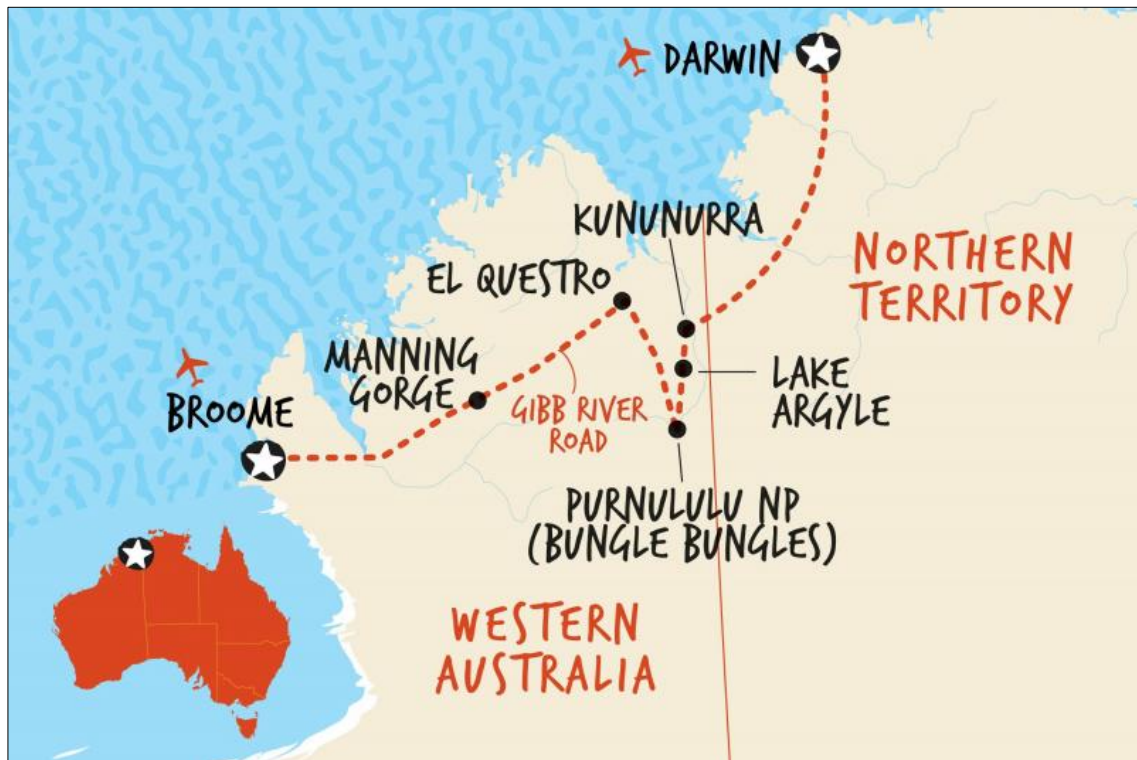 DARWIN
KUNUNURRA
NORTHERN
TERRITORY
EL QUESTRO
MANNING
GORGE
LAKE
ARGYLE
BROOME
GIBB RIVER
ROAD
PURNULULU NP
(BUNGLE BUNGLES)
WESTERN
AUSTRALIA